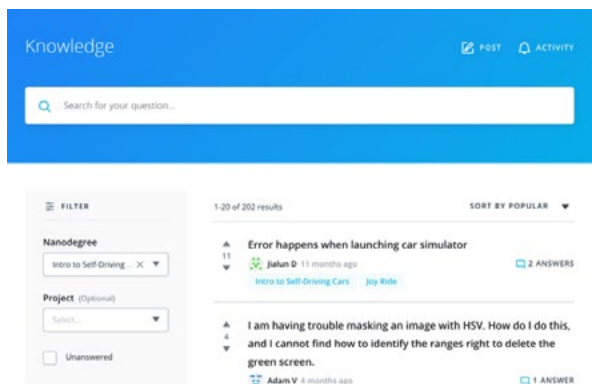 Knowledge
POST
ACTIVITY
Search for your question...
FILTER
Nanodegree
Intro to Self-Driving ...
Project (Optional)
Select...
Unanswered
1-20 of 202 results
SORT BY POPULAR
11
Error happens when launching car simulator
Jialun D 11 months ago
2 ANSWERS
Intro to Self-Driving Cars
Joy Ride
4
I am having trouble masking an image with HSV. How do I do this,
and I cannot find how to identify the ranges right to delete the
green screen.
Adam V 4 months ago
1 ANSWER